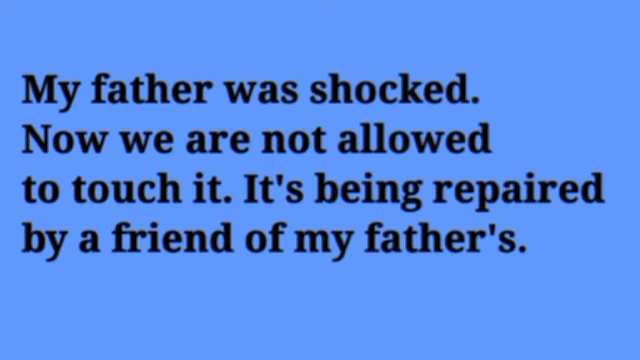 My father was shocked.
Now we are not allowed
to touch it. It's being repaired
by a friend of my father's.